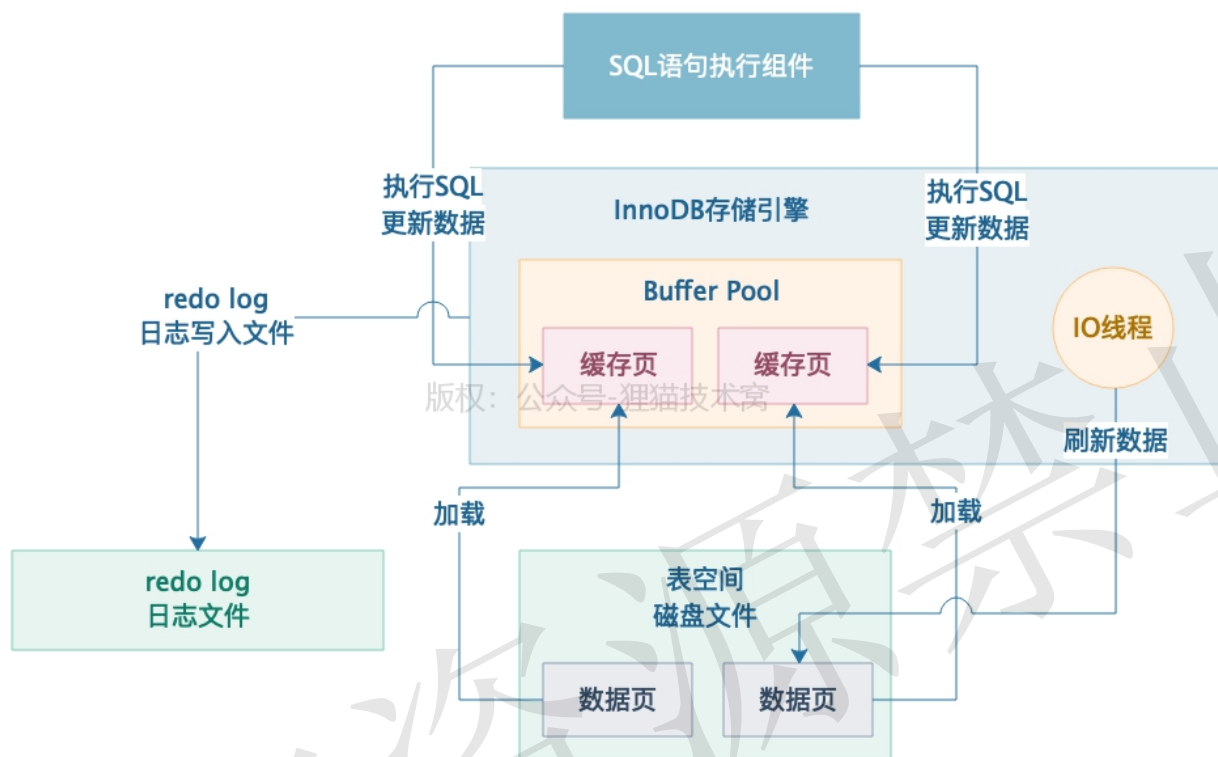 SQL语句执行组件
执行SQL
更新数据
InnoDB存储引擎
执行SQL
更新数据
Buffer Pool
redo log
日志写入文件
缓存页
缓存页
IO线程
版权：公众号-狸猫技术窝
刷新数据
加载
加载
redo log
日志文件
表空间
磁盘文件
数据页
数据页
资源禁